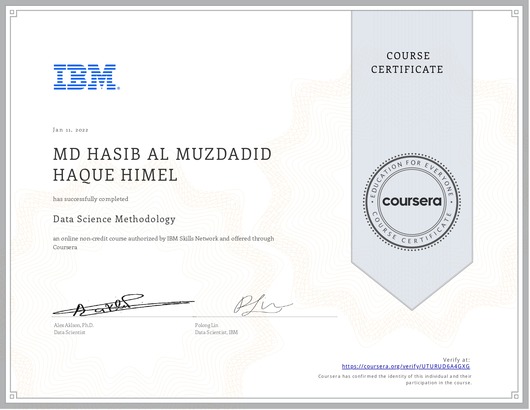 IBM
COURSE
CERTIFICATE
Jan 11, 2022
MD HASIB AL MUZDADID
HAQUE HIMEL
has successfully completed
Data Science Methodology
an online non-credit course authorized by IBM Skills Network and offered through
Coursera
EDUCATION FOR EVERYONE
coursera
COURSE CERTIFICATE
Alex Aklson, Ph.D.
Data Scientist
Polong Lin
Data Scientist, IBM
Verify at:
https://coursera.org/verify/UTURUD6A4GXG
Coursera has confirmed the identity of this individual and their
participation in the course.